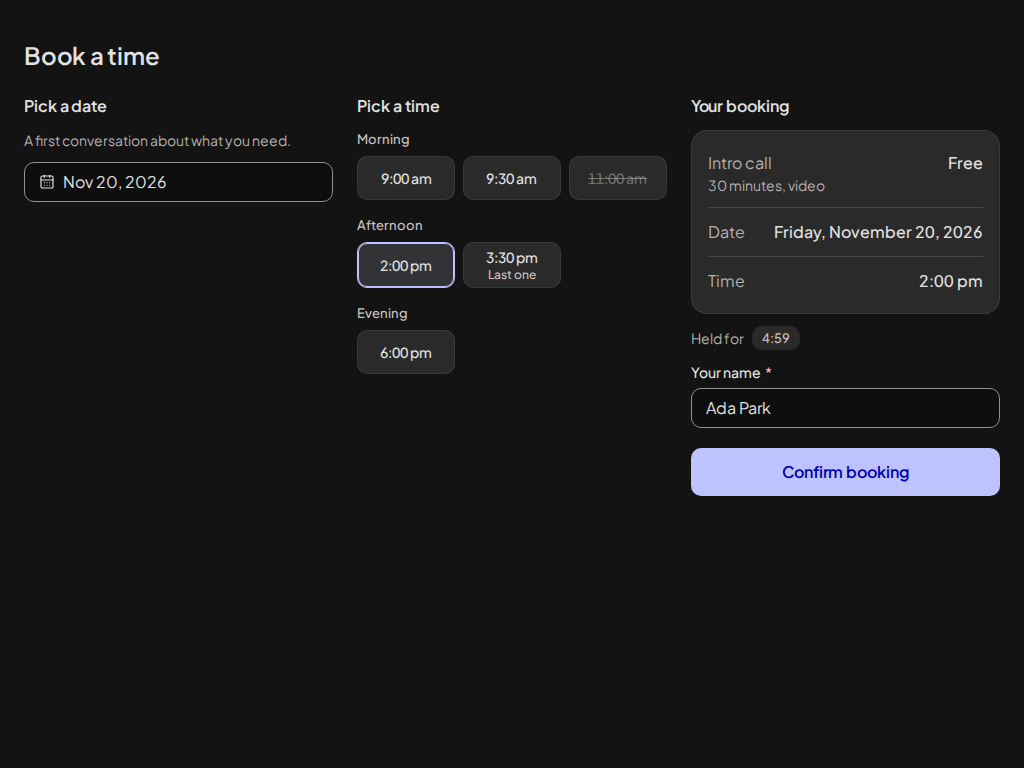 Book a time
Pick a date
A first conversation about what you need.
Nov 20, 2026
Pick a time
Morning
9:00 am
9:30 am
11:00 am
Afternoon
2:00 pm
3:30 pm
Last one
Evening
6:00 pm
Your booking
Intro call Free
30 minutes, video
Date Friday, November 20, 2026
Time 2:00 pm
Held for 4:59
Your name *
Ada Park
Confirm booking